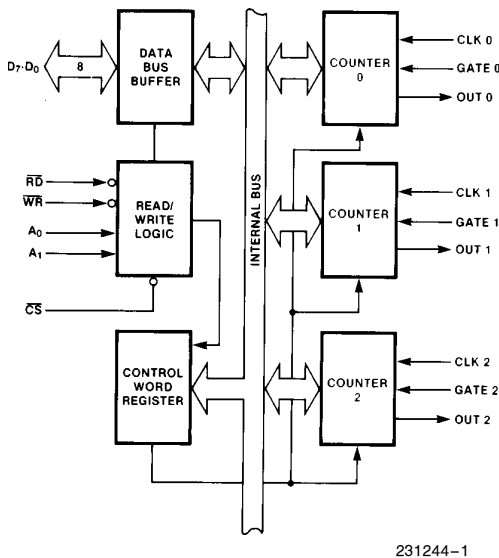 D7-D0
8
DATA
BUS
BUFFER
RD
WR
A0
A1
CS
READ/
WRITE
LOGIC
CONTROL
WORD
REGISTER
INTERNAL BUS
COUNTER
0
CLK 0
GATE 0
OUT 0
COUNTER
1
CLK 1
GATE 1
OUT 1
COUNTER
2
CLK 2
GATE 2
OUT 2
231244-1